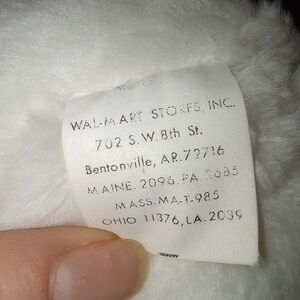 WAL-MART STORES, INC.
702 S.W. 8th St.
Bentonville, AR.72716
MAINE. 2096, PA. 2685
MASS. MA-T-985
OHIO 11376, LA. 2039